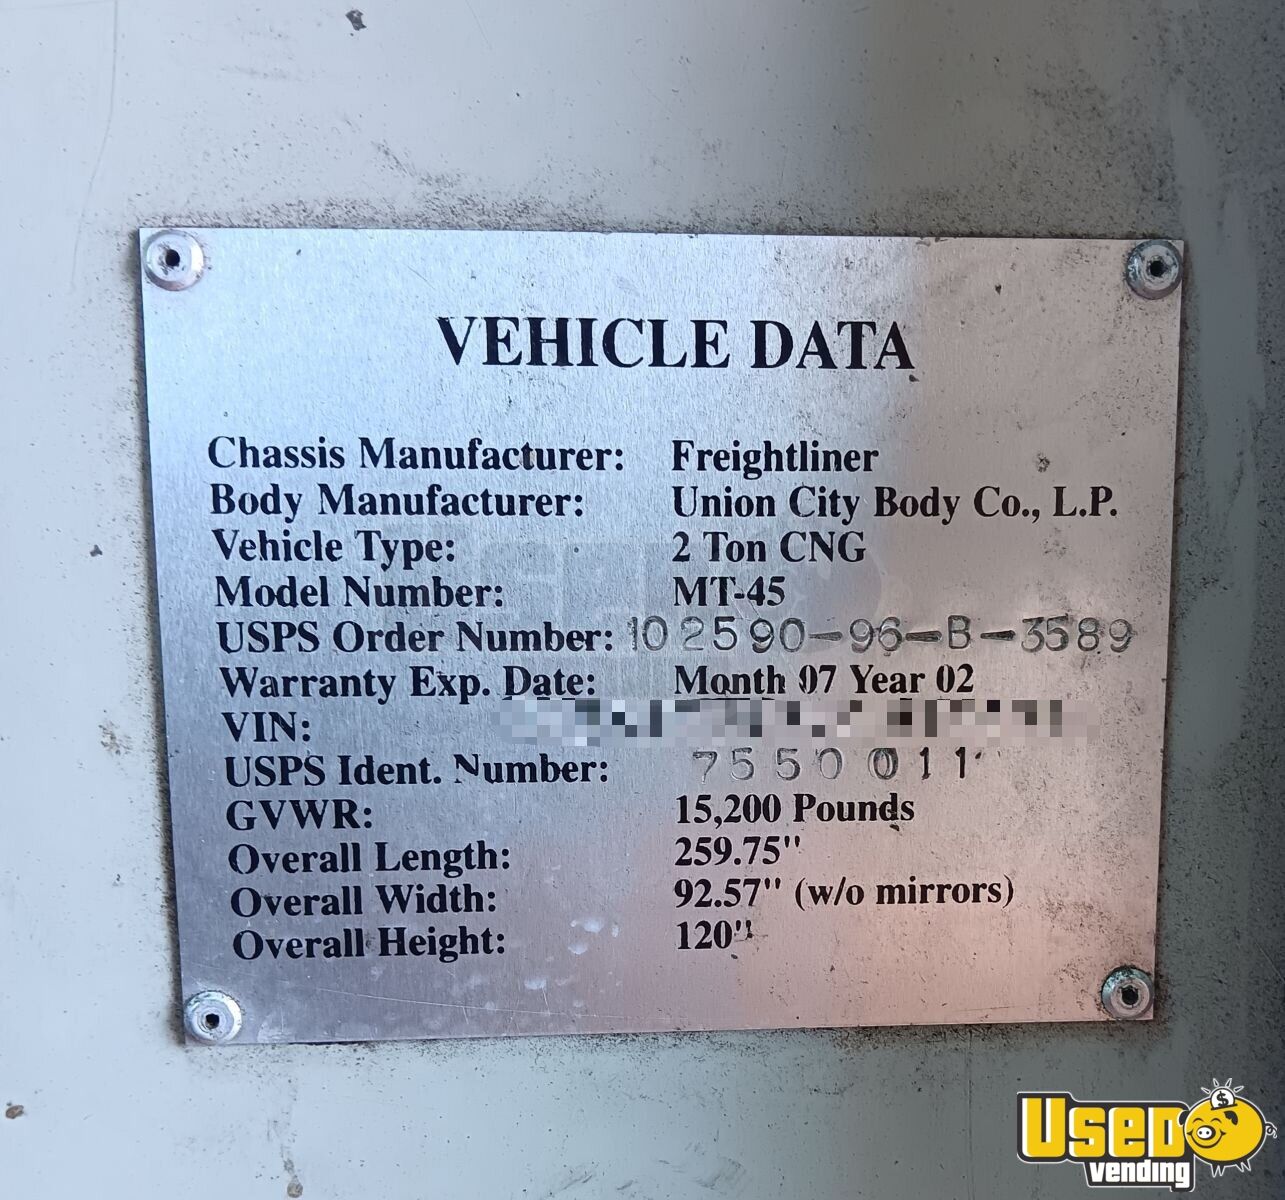 VEHICLE DATA
Chassis Manufacturer: Freightliner
Body Manufacturer: Union City Body Co., L.P.
Vehicle Type: 2 Ton CNG
Model Number: MT-45
USPS Order Number: 102590-96-B-3589
Warranty Exp. Date: Month 07 Year 02
VIN:
USPS Ident. Number: 7550011
GVWR: 15,200 Pounds
Overall Length: 259.75"
Overall Width: 92.57" (w/o mirrors)
Overall Height: 120"
USED
vending